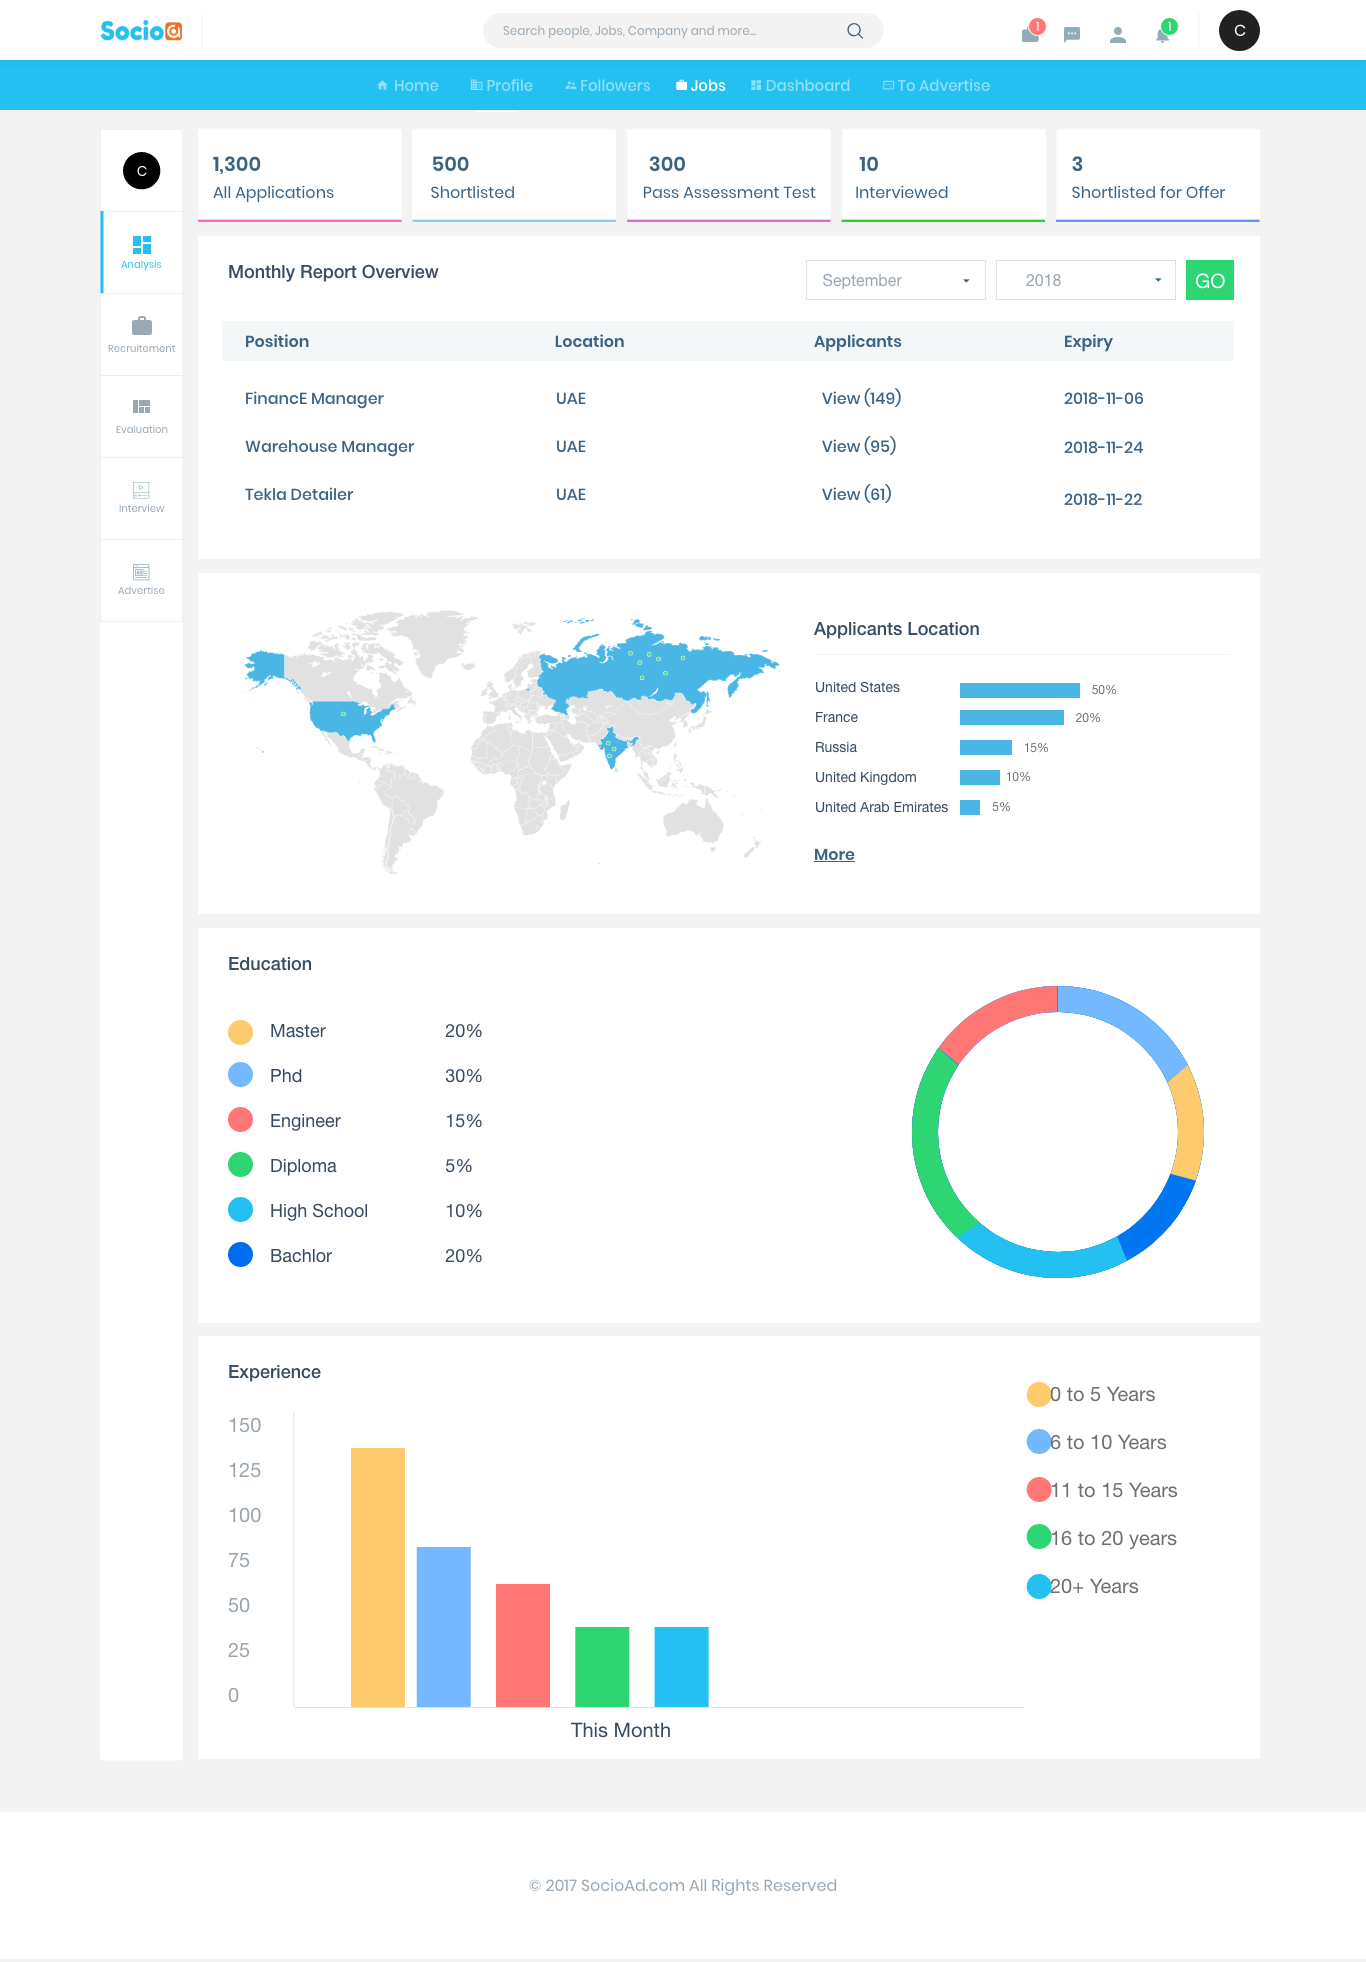 Socioa
Search people, Jobs, Company and more...
1
1
C
Home Profile Followers Jobs Dashboard To Advertise
C
Analysis
Recruitement
Evaluation
Interview
Advertise
1,300
All Applications
500
Shortlisted
300
Pass Assessment Test
10
Interviewed
3
Shortlisted for Offer
Monthly Report Overview
September
2018
GO
Position Location Applicants Expiry
FinancE Manager UAE View (149) 2018-11-06
Warehouse Manager UAE View (95) 2018-11-24
Tekla Detailer UAE View (61) 2018-11-22
Applicants Location
United States 50%
France 20%
Russia 15%
United Kingdom 10%
United Arab Emirates 5%
More
Education
Master 20%
Phd 30%
Engineer 15%
Diploma 5%
High School 10%
Bachlor 20%
Experience
150
125
100
75
50
25
0
This Month
0 to 5 Years
6 to 10 Years
11 to 15 Years
16 to 20 years
20+ Years
© 2017 SocioAd.com All Rights Reserved